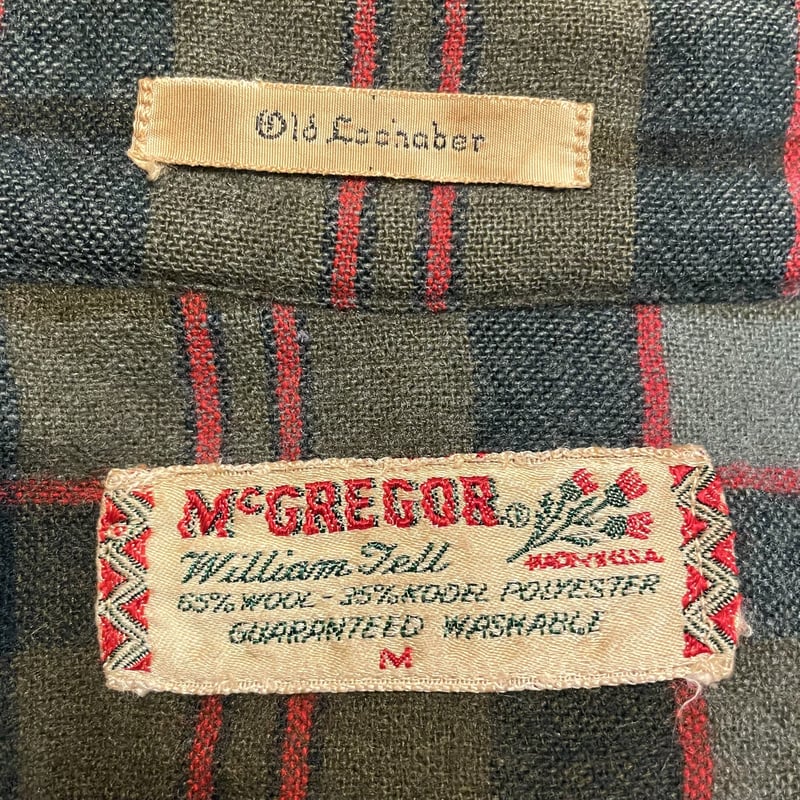 Old Lochaber
McGREGOR®
MADE IN U.S.A.
William Tell
65% WOOL - 35% KODEL POLYESTER
GUARANTEED WASHABLE
M